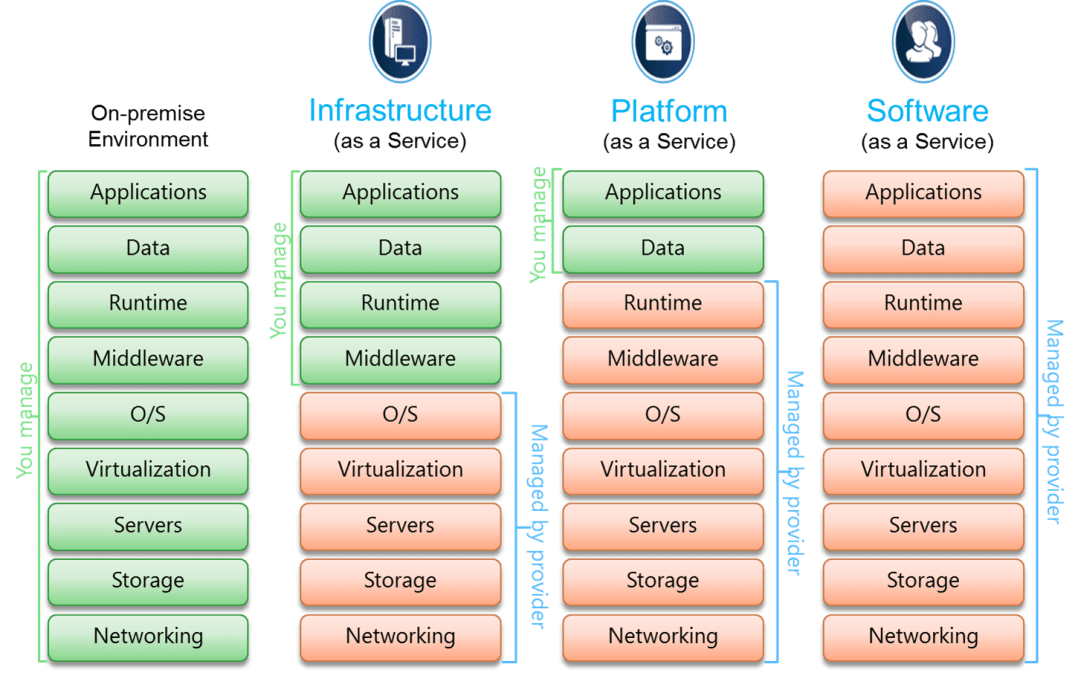 On-premise
Environment
You manage
Applications
Data
Runtime
Middleware
O/S
Virtualization
Servers
Storage
Networking
Infrastructure
(as a Service)
You manage
Applications
Data
Runtime
Middleware
O/S
Virtualization
Servers
Storage
Networking
Managed by provider
Platform
(as a Service)
You manage
Applications
Data
Runtime
Middleware
O/S
Virtualization
Servers
Storage
Networking
Managed by provider
Software
(as a Service)
Applications
Data
Runtime
Middleware
O/S
Virtualization
Servers
Storage
Networking
Managed by provider